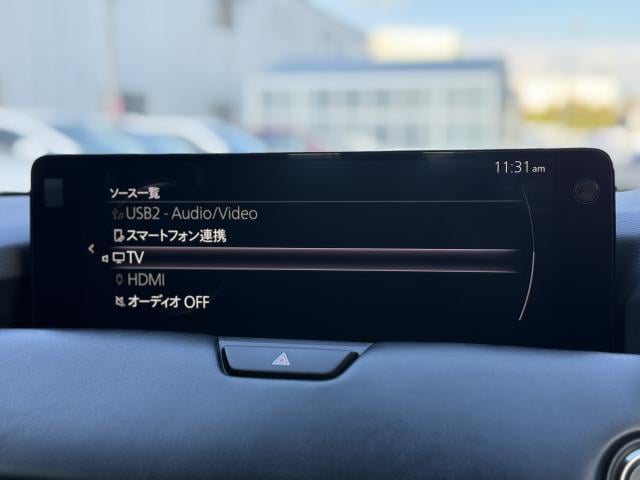 11:31 am
ソース一覧
USB2 - Audio/Video
スマートフォン連携
TV
HDMI
オーディオ OFF